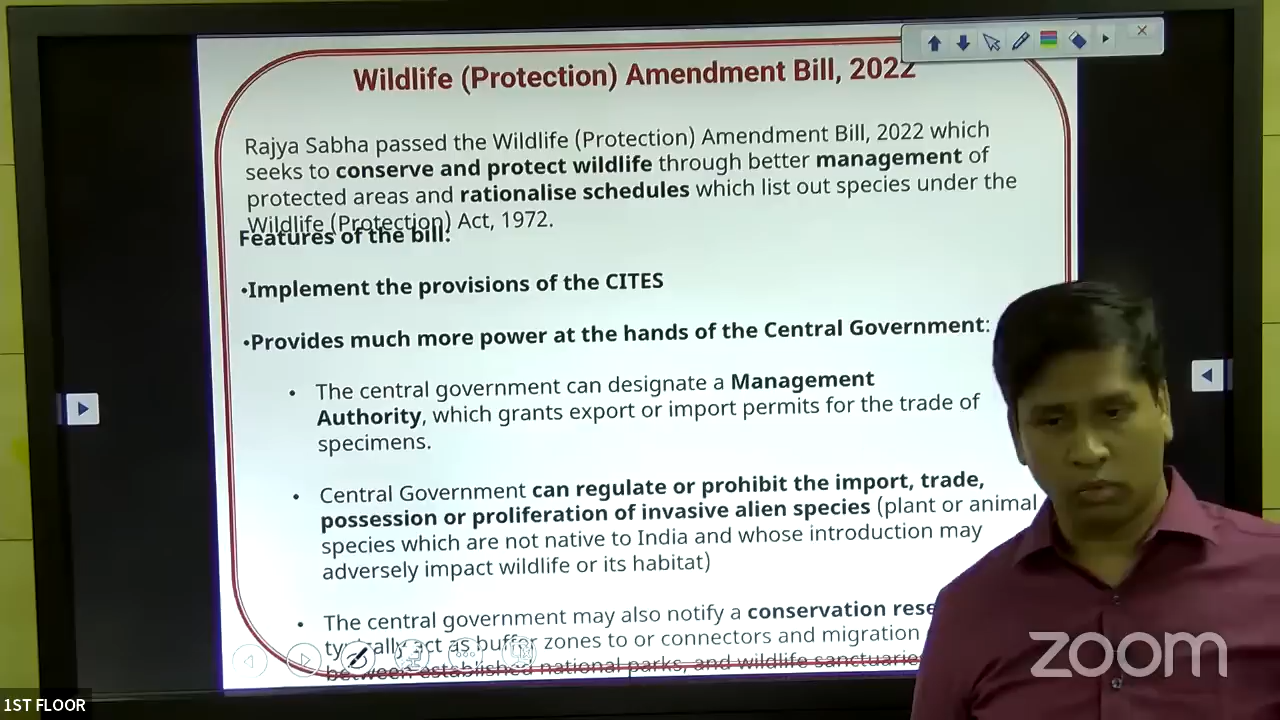 Wildlife (Protection) Amendment Bill, 2022
Rajya Sabha passed the Wildlife (Protection) Amendment Bill, 2022 which
seeks to conserve and protect wildlife through better management of
protected areas and rationalise schedules which list out species under the
Wildlife (Protection) Act, 1972.
Features of the bill:
•Implement the provisions of the CITES
•Provides much more power at the hands of the Central Government:
• The central government can designate a Management
Authority, which grants export or import permits for the trade of
specimens.
• Central Government can regulate or prohibit the import, trade,
possession or proliferation of invasive alien species (plant or animal
species which are not native to India and whose introduction may
adversely impact wildlife or its habitat)
• The central government may also notify a conservation rese
act as buffer zones to or connectors and migration
between established national parks, and wildlife sanctuarie
zoom
1ST FLOOR